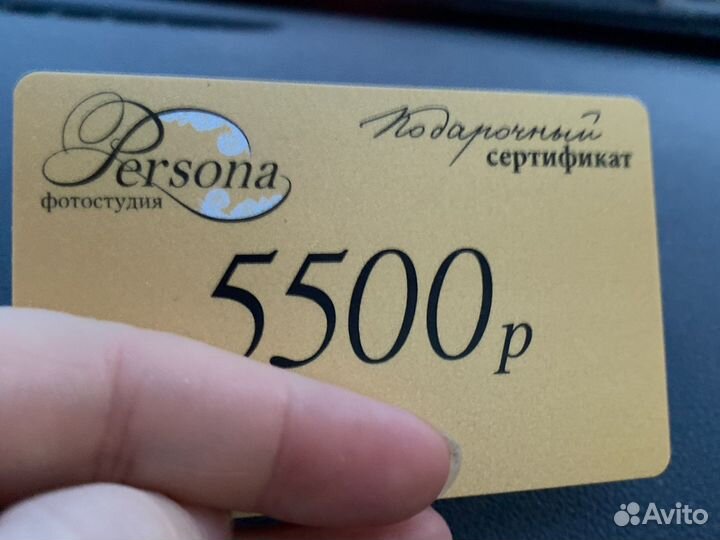 Persona
фотостудия
Подарочный
сертификат
5500р
Avito